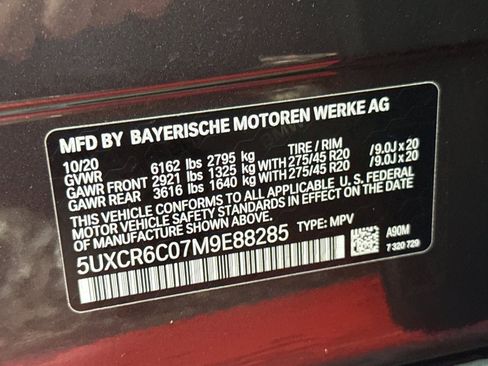 MFD BY BAYERISCHE MOTOREN WERKE AG
10/20 TIRE / RIM
GVWR 6162 lbs 2795 kg
GAWR FRONT 2921 lbs 1325 kg WITH 275/45 R20 / 9.0J x 20
GAWR REAR 3616 lbs 1640 kg WITH 275/45 R20 / 9.0J x 20
THIS VEHICLE CONFORMS TO ALL APPLICABLE U.S. FEDERAL
MOTOR VEHICLE SAFETY STANDARDS IN EFFECT ON THE
DATE OF MANUFACTURE SHOWN ABOVE.
5UXCR6C07M9E88285 TYPE: MPV A90M
7 320 729